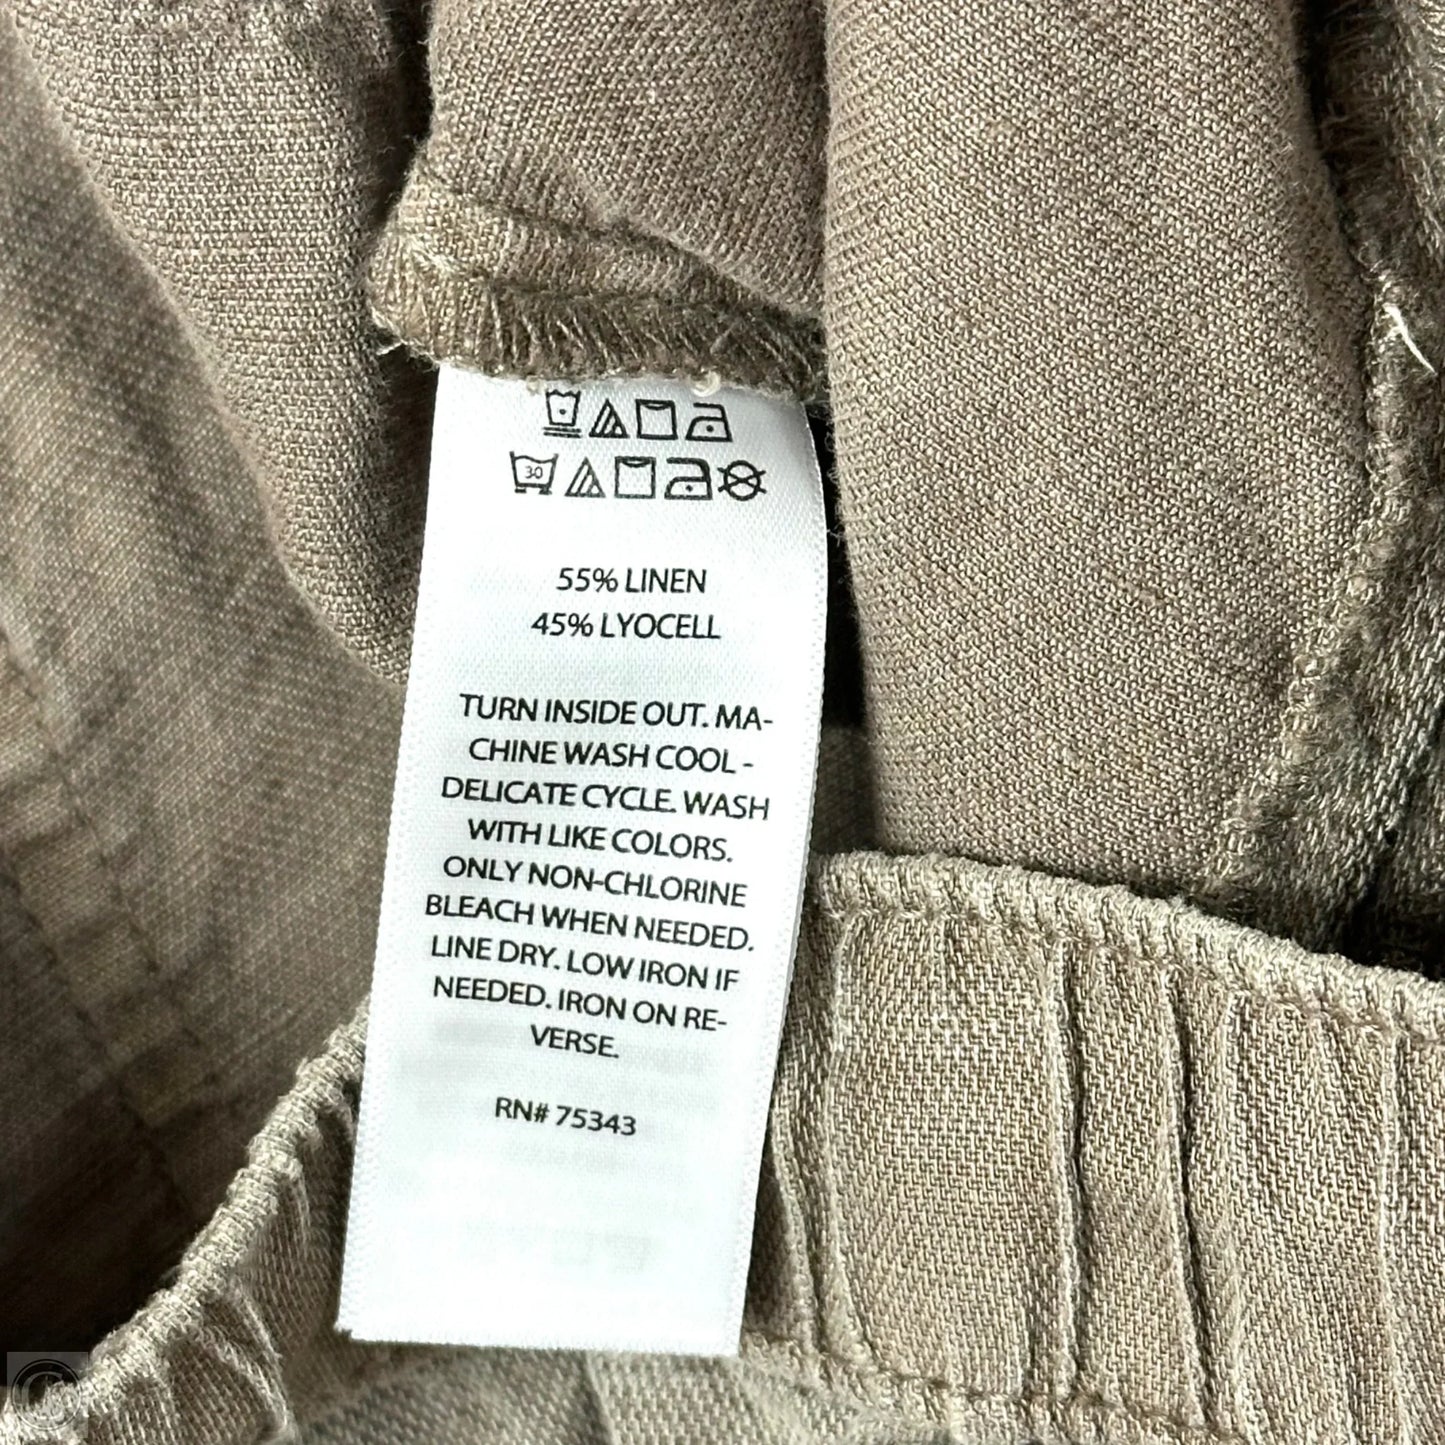 30
55% LINEN
45% LYOCELL
TURN INSIDE OUT. MA-
CHINE WASH COOL -
DELICATE CYCLE. WASH
WITH LIKE COLORS.
ONLY NON-CHLORINE
BLEACH WHEN NEEDED.
LINE DRY. LOW IRON IF
NEEDED. IRON ON RE-
VERSE.
RN# 75343